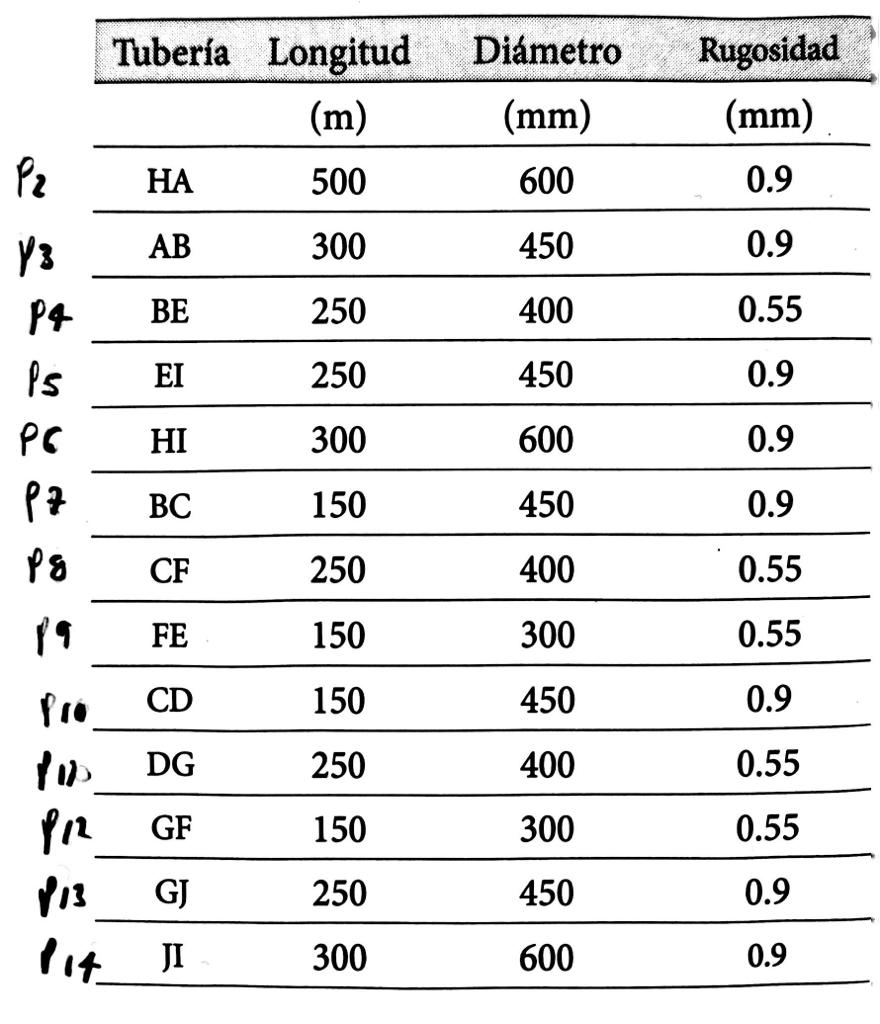 Tubería Longitud Diámetro Rugosidad
(m) (mm) (mm)
P2 HA 500 600 0.9
P3 AB 300 450 0.9
P4 BE 250 400 0.55
P5 EI 250 450 0.9
P6 HI 300 600 0.9
P7 BC 150 450 0.9
P8 CF 250 400 0.55
P9 FE 150 300 0.55
P10 CD 150 450 0.9
DG 250 400 0.55
P12 GF 150 300 0.55
P13 GJ 250 450 0.9
P14 JI 300 600 0.9